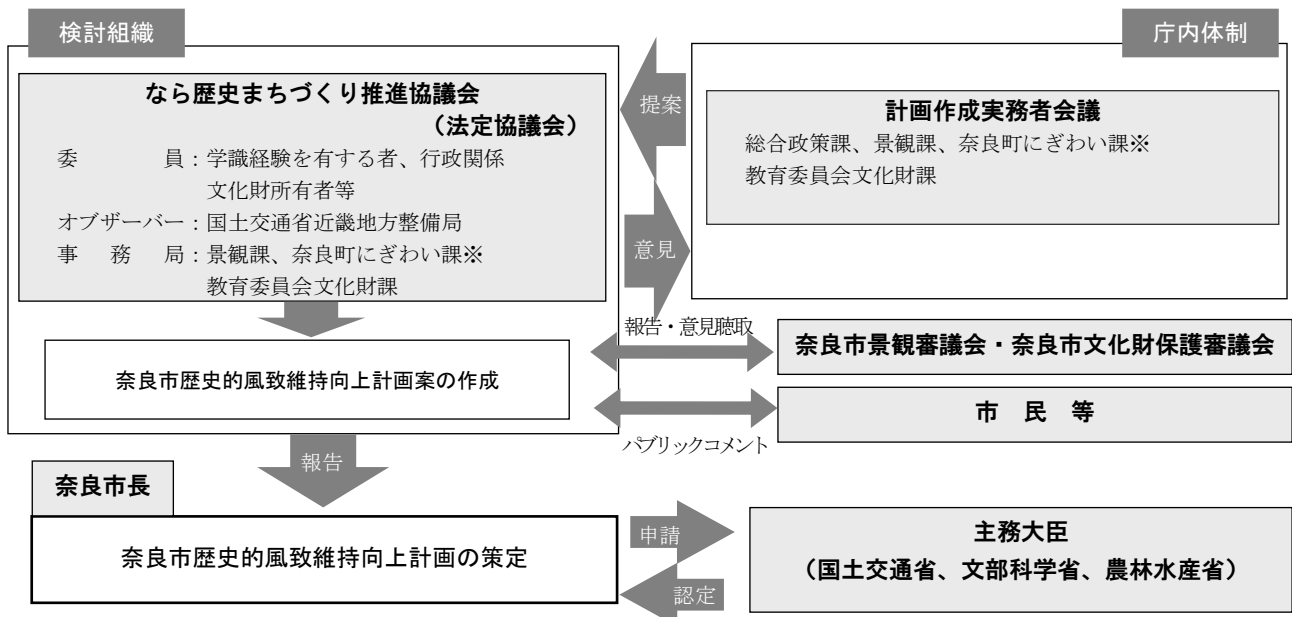 検討組織
なら歴史まちづくり推進協議会
（法定協議会）
委　　　　員：学識経験を有する者、行政関係
文化財所有者等
オブザーバー：国土交通省近畿地方整備局
事　務　局：景観課、奈良町にぎわい課※
教育委員会文化財課
奈良市歴史的風致維持向上計画案の作成
提案
意見
庁内体制
計画作成実務者会議
総合政策課、景観課、奈良町にぎわい課※
教育委員会文化財課
報告・意見聴取
奈良市景観審議会・奈良市文化財保護審議会
市　民　等
パブリックコメント
報告
奈良市長
奈良市歴史的風致維持向上計画の策定
申請
認定
主務大臣
（国土交通省、文部科学省、農林水産省）